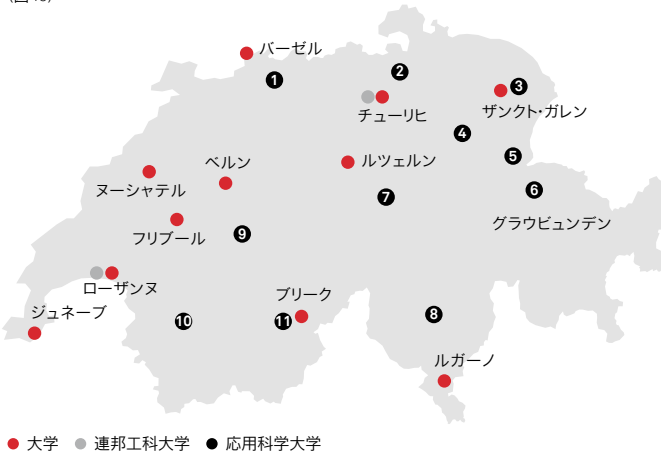 バーゼル
1
2
3
チューリヒ
ザンクト・ガレン
4
5
ベルン
ルツェルン
ヌーシャテル
6
7
グラウビュンデン
フリブール
9
ローザンヌ
ブリーク
ジュネーブ
10
11
8
ルガーノ
大学 連邦工科大学 応用科学大学